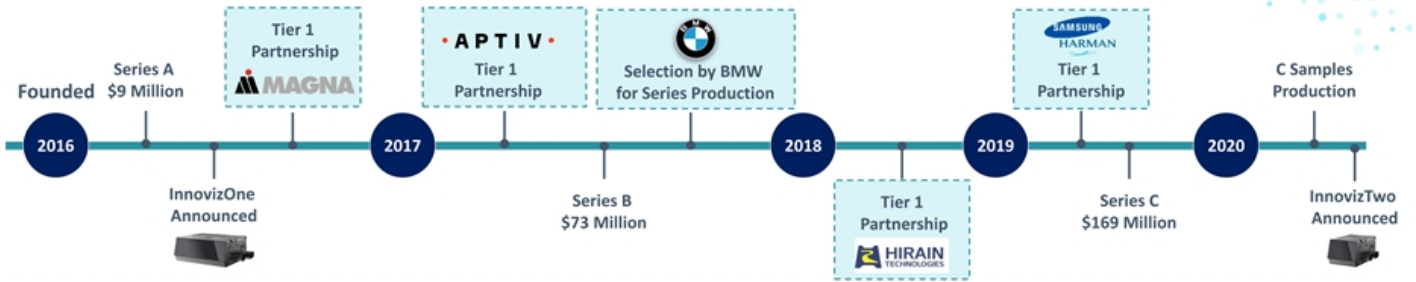 Founded
2016
Series A
$9 Million
InnovizOne
Announced
Tier 1
Partnership
MAGNA
2017
• APTIV •
Tier 1
Partnership
Series B
$73 Million
BMW
Selection by BMW
for Series Production
2018
Tier 1
Partnership
HIRAIN
TECHNOLOGIES
2019
SAMSUNG
HARMAN
Tier 1
Partnership
Series C
$169 Million
2020
C Samples
Production
InnovizTwo
Announced